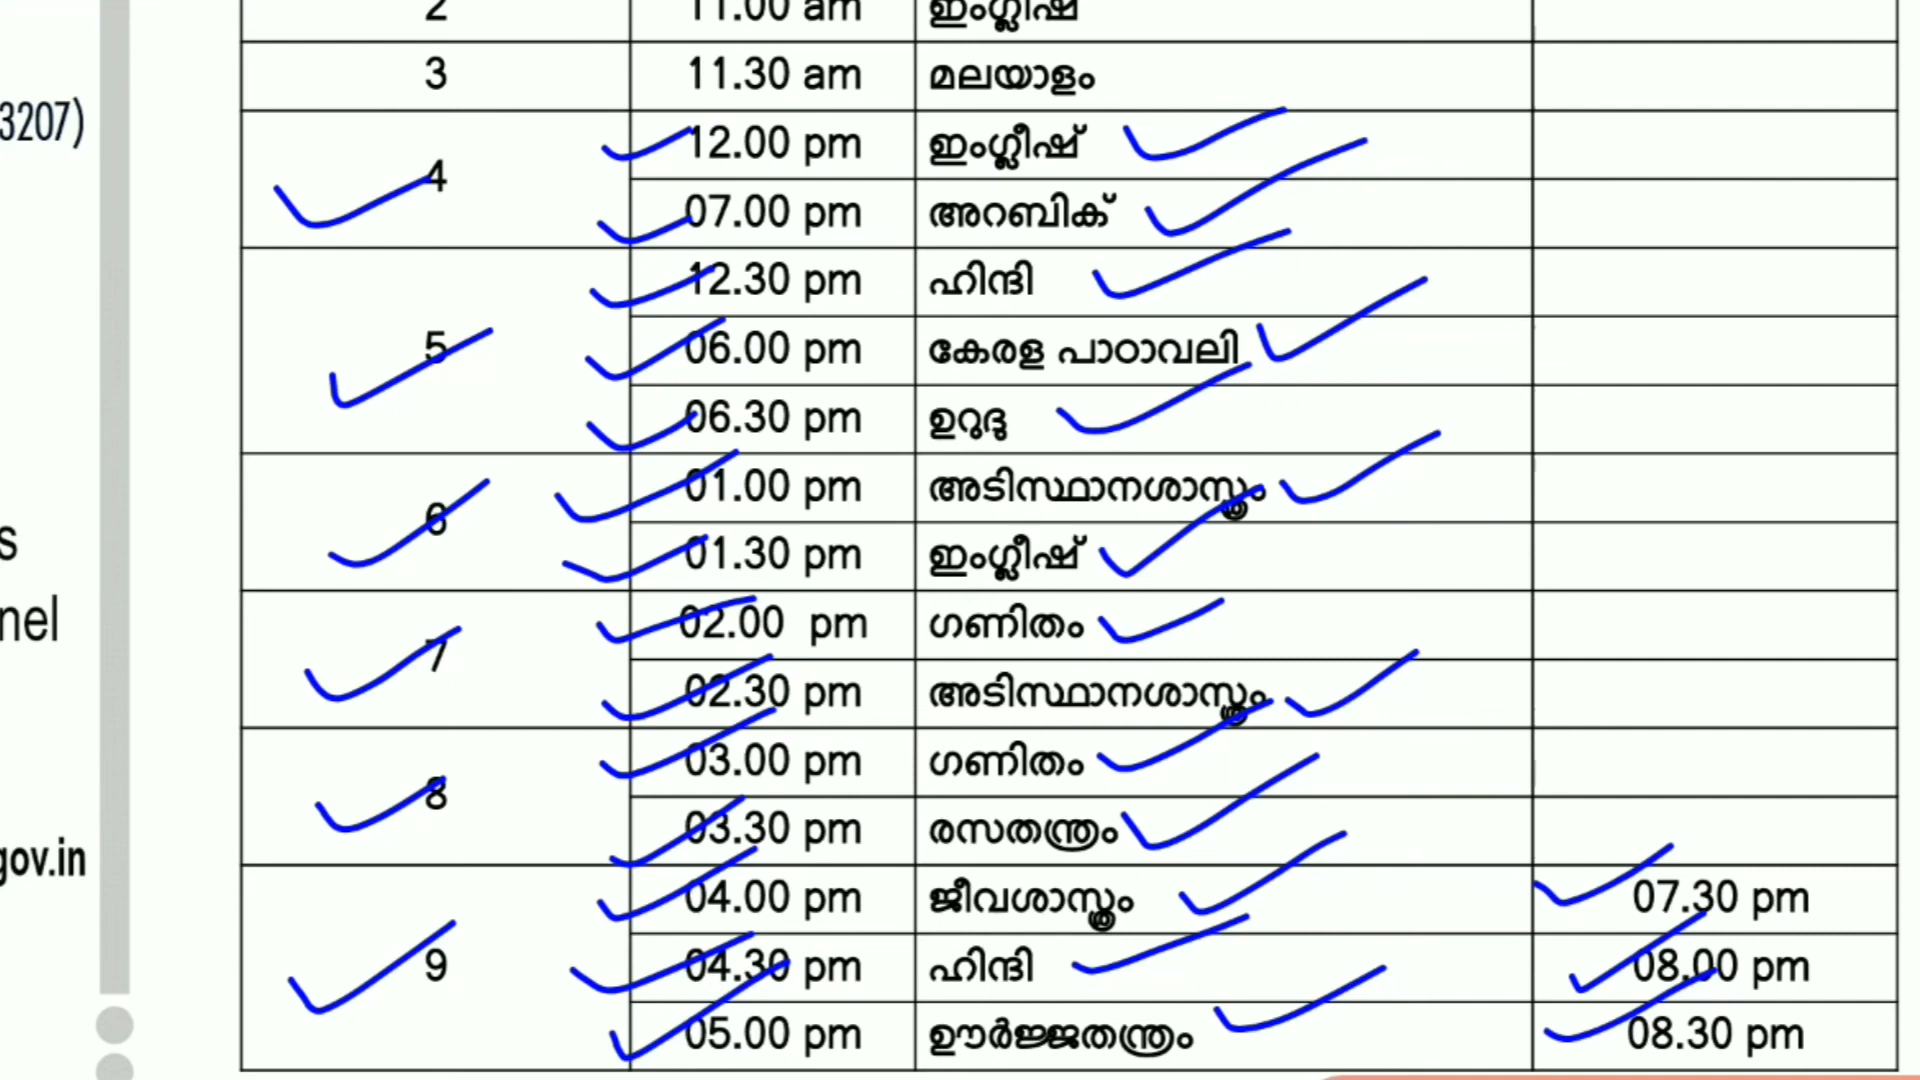 2 11.00 am ഇംഗ്ലീഷ്
3 11.30 am മലയാളം
3207)
4 12.00 pm ഇംഗ്ലീഷ്
07.00 pm അറബിക്
5 12.30 pm ഹിന്ദി
06.00 pm കേരള പാഠാവലി
06.30 pm ഉറുദു
6 01.00 pm അടിസ്ഥാനശാസ്ത്രം
s
01.30 pm ഇംഗ്ലീഷ്
nel
7 02.00 pm ഗണിതം
02.30 pm അടിസ്ഥാനശാസ്ത്രം
8 03.00 pm ഗണിതം
03.30 pm രസതന്ത്രം
gov.in
9 04.00 pm ജീവശാസ്ത്രം 07.30 pm
04.30 pm ഹിന്ദി 08.00 pm
05.00 pm ഊർജ്ജതന്ത്രം 08.30 pm